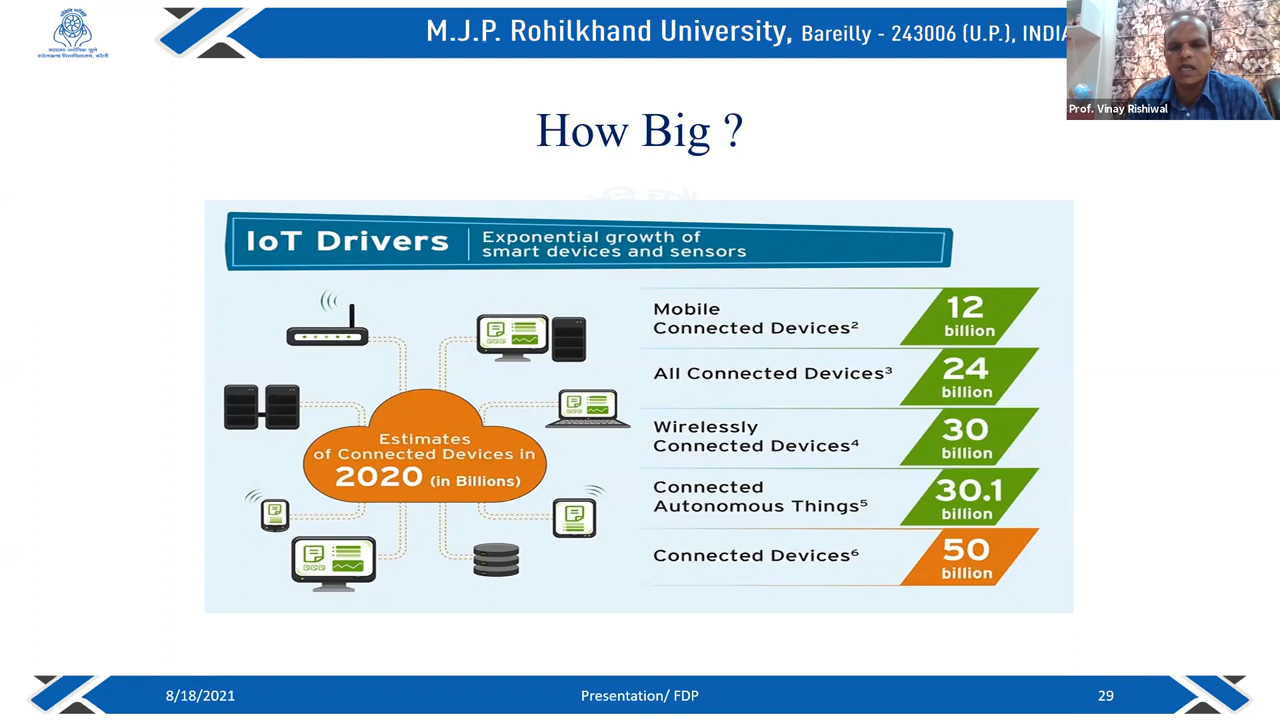 M.J.P. Rohilkhand University, Bareilly - 243006 (U.P.), INDIA
Prof. Vinay Rishiwal
How Big ?
IoT Drivers
Exponential growth of
smart devices and sensors
Estimates
of Connected Devices in
2020 (in Billions)
Mobile
Connected Devices²
12
billion
All Connected Devices³
24
billion
Wirelessly
Connected Devices⁴
30
billion
Connected
Autonomous Things⁵
30.1
billion
Connected Devices⁶
50
billion
8/18/2021
Presentation/ FDP
29